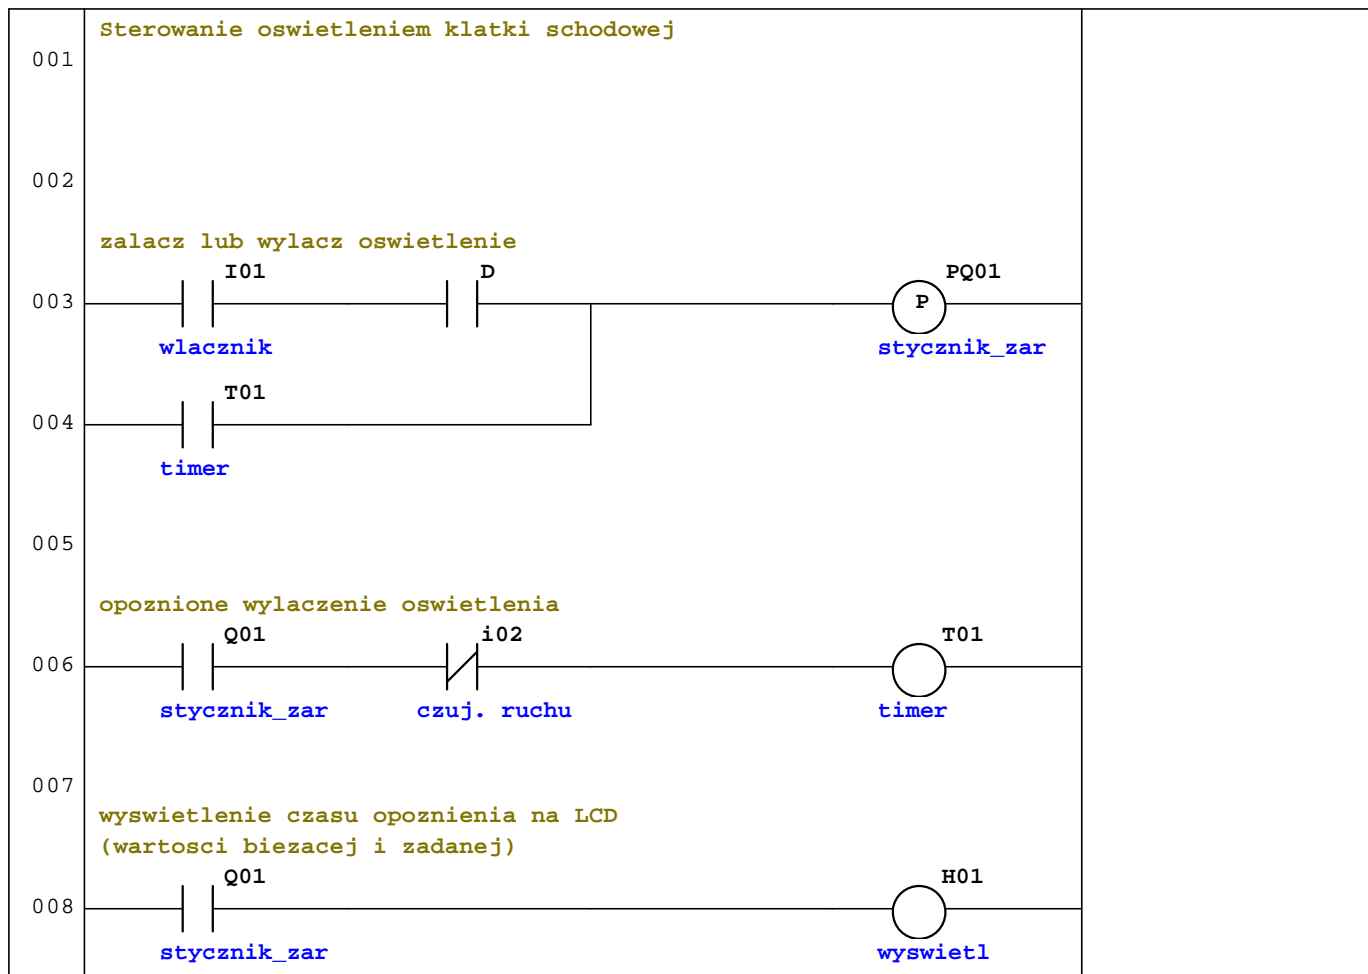 Sterowanie oswietleniem klatki schodowej
001
002
zalacz lub wylacz oswietlenie
I01 D PQ01
003 P
wlacznik stycznik_zar
T01
004
timer
005
opoznione wylaczenie oswietlenia
Q01 i02 T01
006
stycznik_zar czuj. ruchu timer
007
wyswietlenie czasu opoznienia na LCD
(wartosci biezacej i zadanej)
Q01 H01
008
stycznik_zar wyswietl